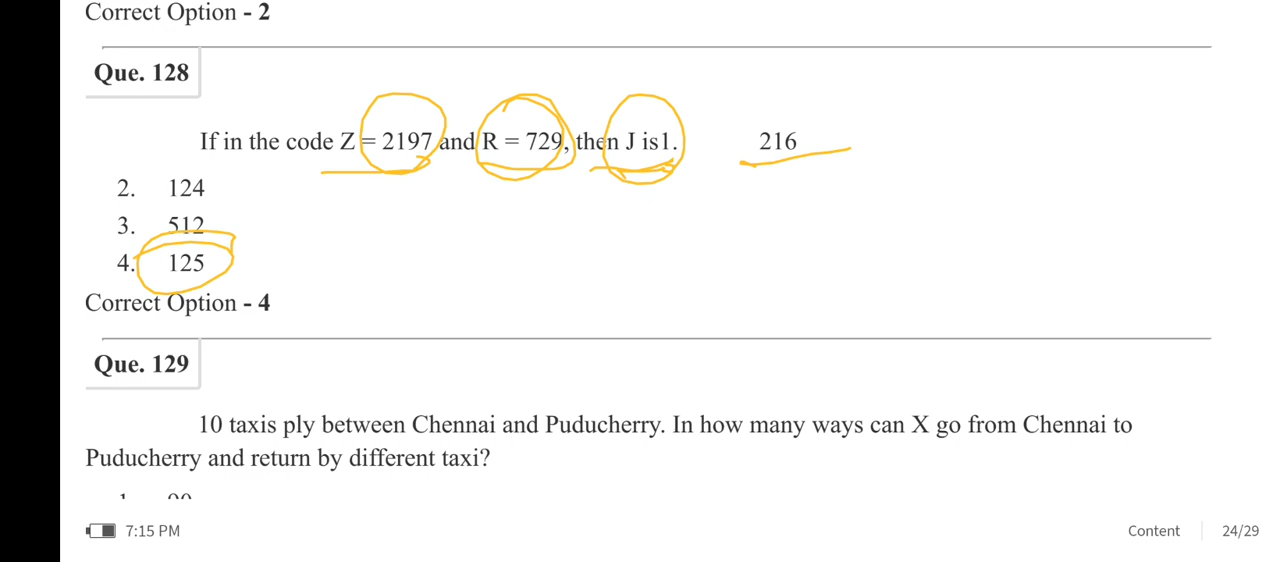 Correct Option - 2
Que. 128
If in the code Z = 2197 and R = 729, then J is1. 216
2. 124
3. 512
4. 125
Correct Option - 4
Que. 129
10 taxis ply between Chennai and Puducherry. In how many ways can X go from Chennai to
Puducherry and return by different taxi?
7:15 PM Content 24/29